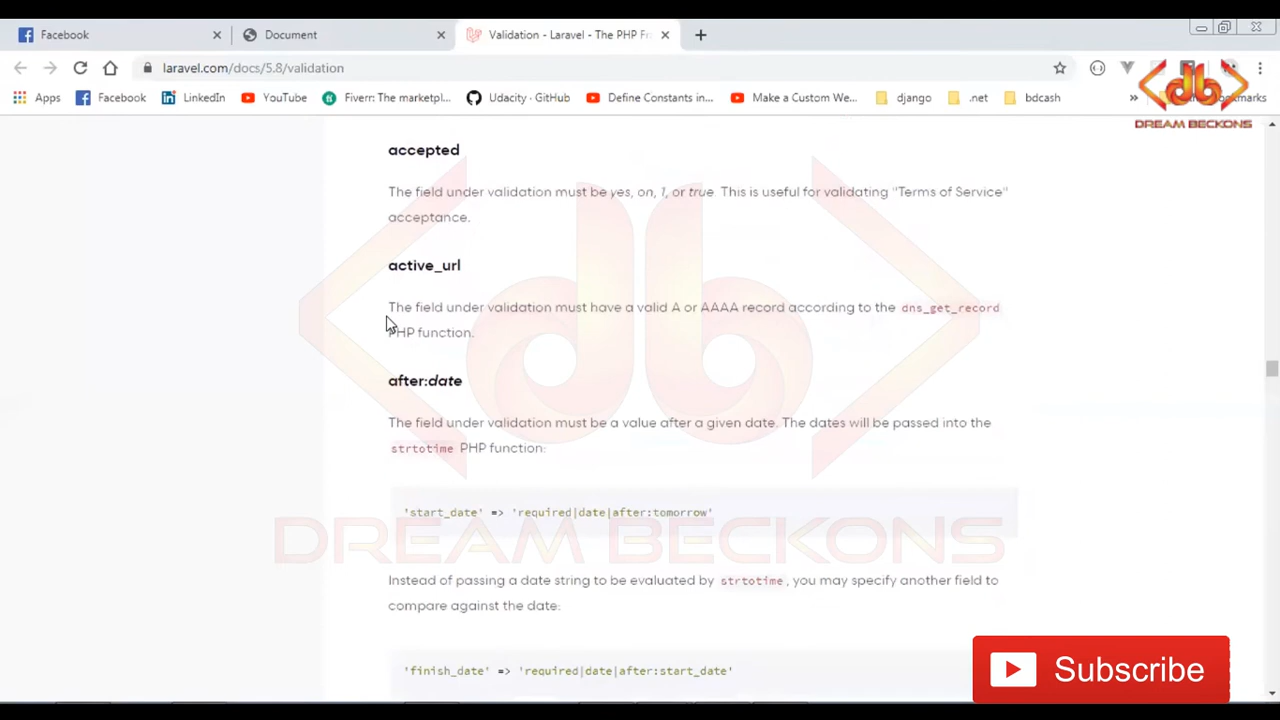 Facebook
Document
Validation - Laravel - The PHP Fra
laravel.com/docs/5.8/validation
Apps
Facebook
LinkedIn
YouTube
Fiverr: The marketpl...
Udacity · GitHub
Define Constants in...
Make a Custom We...
django
.net
bdcash
»
Bookmarks
db
DREAM BECKONS
accepted
The field under validation must be yes, on, 1, or true. This is useful for validating "Terms of Service"
acceptance.
active_url
The field under validation must have a valid A or AAAA record according to the dns_get_record
PHP function.
after:date
The field under validation must be a value after a given date. The dates will be passed into the
strtotime PHP function:
'start_date' => 'required|date|after:tomorrow'
DREAM BECKONS
Instead of passing a date string to be evaluated by strtotime, you may specify another field to
compare against the date:
'finish_date' => 'required|date|after:start_date'
Subscribe